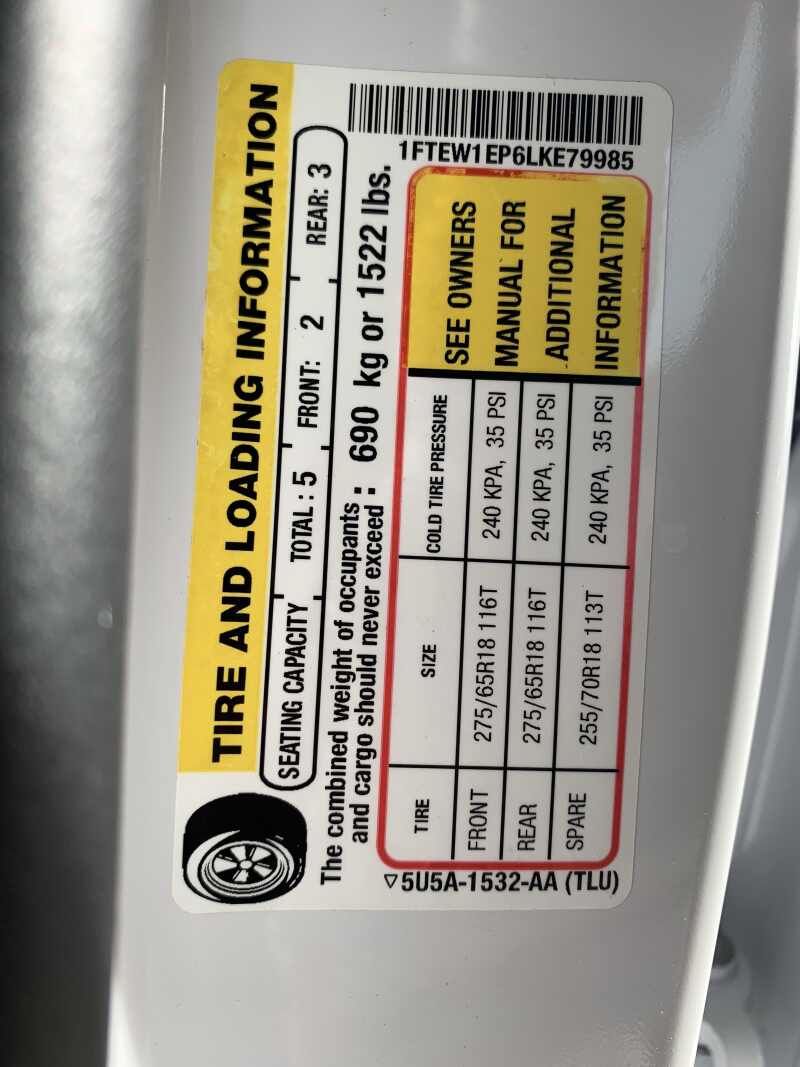 TIRE AND LOADING INFORMATION
SEATING CAPACITY TOTAL : 5 FRONT: 2 REAR: 3
The combined weight of occupants
and cargo should never exceed : 690 kg or 1522 lbs.
1FTEW1EP6LKE79985
TIRE SIZE COLD TIRE PRESSURE
FRONT 275/65R18 116T 240 KPA, 35 PSI
REAR 275/65R18 116T 240 KPA, 35 PSI
SPARE 255/70R18 113T 240 KPA, 35 PSI
SEE OWNERS
MANUAL FOR
ADDITIONAL
INFORMATION
▽5U5A-1532-AA (TLU)